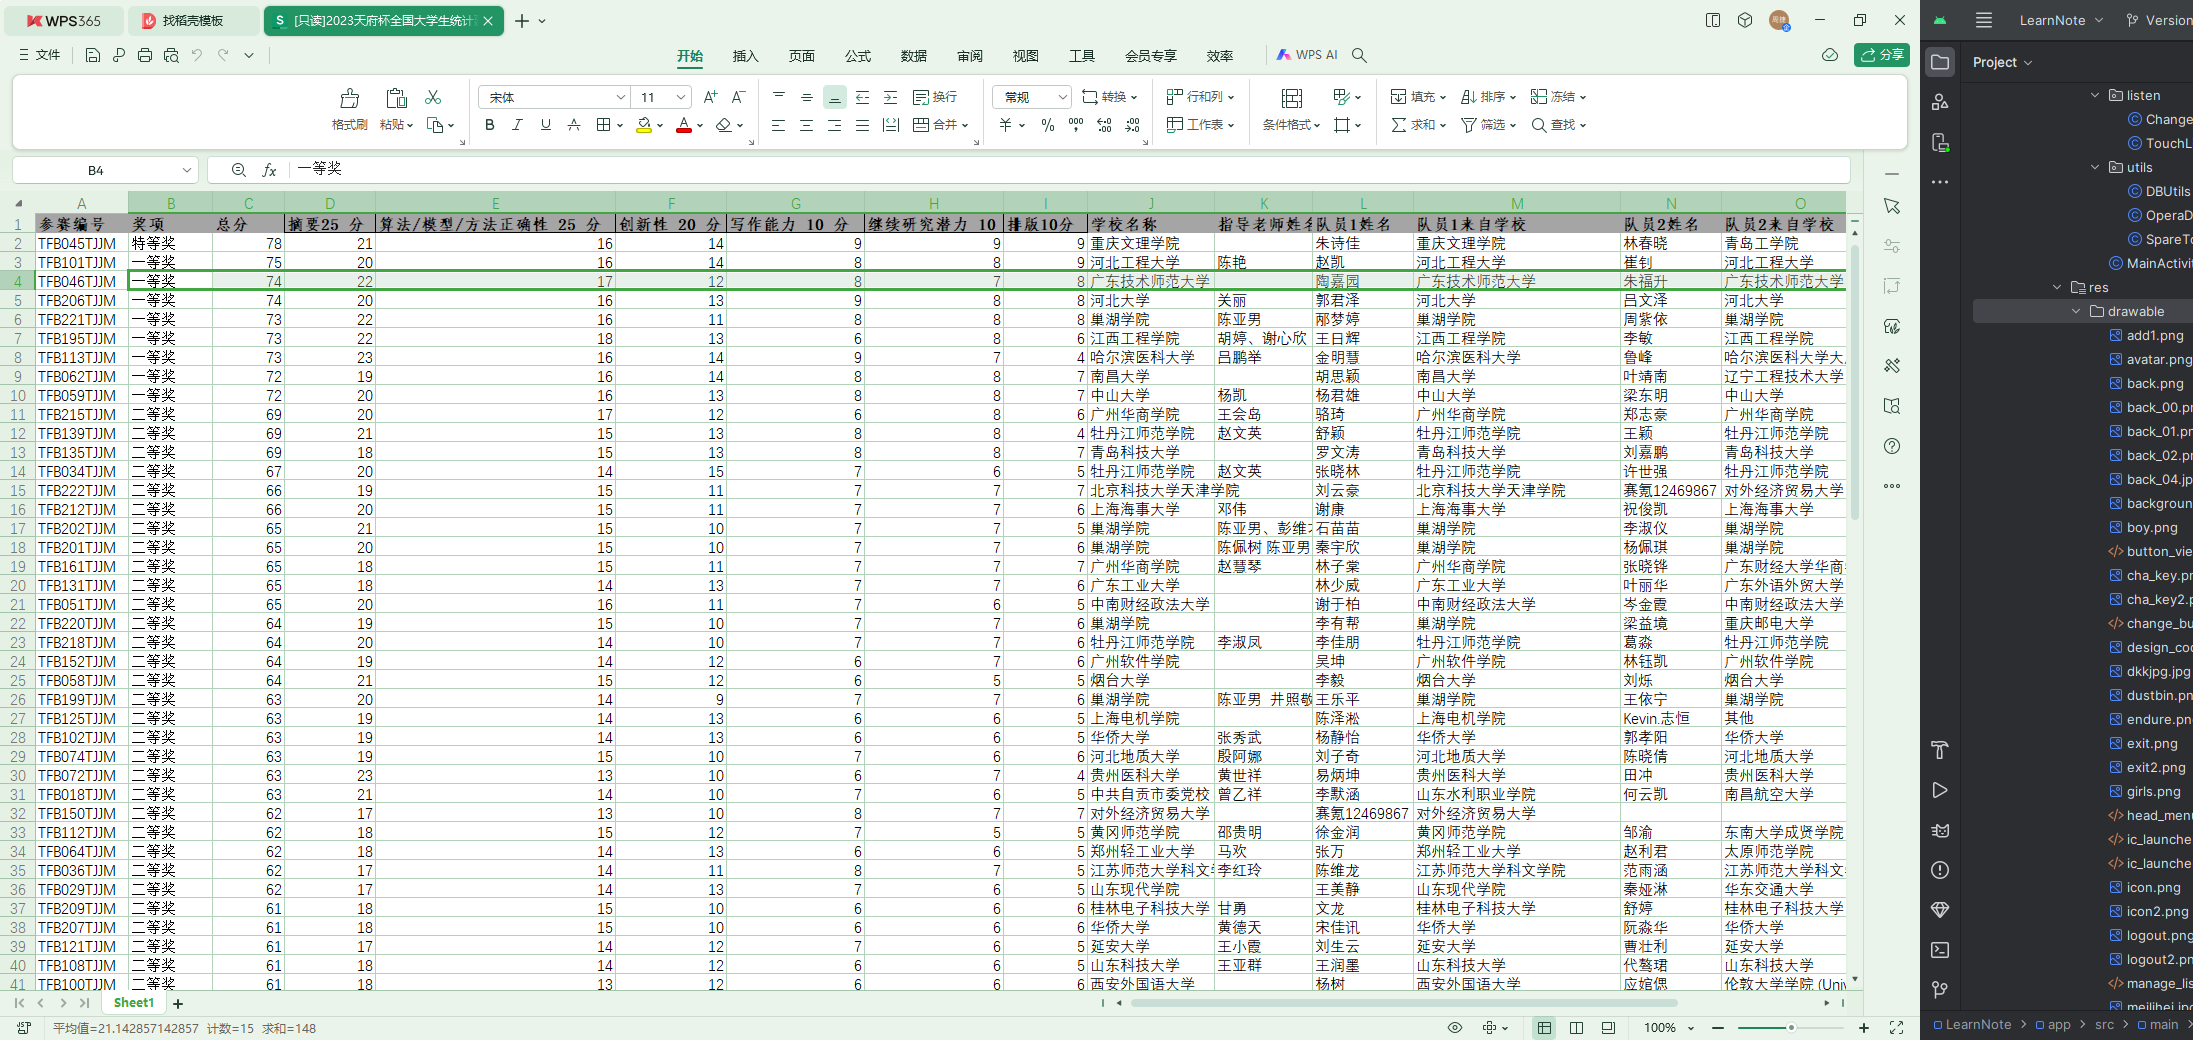 WPS365
找稻壳模板
[只读]2023天府杯全国大学生统计
文件
开始 插入 页面 公式 数据 审阅 视图 工具 会员专享 效率 WPS AI
分享
宋体 11 换行 常规 转换 行和列 填充 排序 冻结
格式刷 粘贴 合并 工作表 条件格式 求和 筛选 查找
B4 一等奖
A B C D E F G H I J K L M N O
1 参赛编号 奖项 总分 摘要25 分 算法/模型/方法正确性 25 分 创新性 20 分 写作能力 10 分 继续研究潜力 10 排版10分 学校名称 指导老师姓名 队员1姓名 队员1来自学校 队员2姓名 队员2来自学校
2 TFB045TJJM 特等奖 78 21 16 14 9 9 9 重庆文理学院 朱诗佳 重庆文理学院 林春晓 青岛工学院
3 TFB101TJJM 一等奖 75 20 16 14 8 8 9 河北工程大学 陈艳 赵凯 河北工程大学 崔钊 河北工程大学
4 TFB046TJJM 一等奖 74 22 17 12 8 7 8 广东技术师范大学 陶嘉园 广东技术师范大学 朱福升 广东技术师范大学
5 TFB206TJJM 一等奖 74 20 16 13 9 8 8 河北大学 关丽 郭君泽 河北大学 吕文泽 河北大学
6 TFB221TJJM 一等奖 73 22 16 11 8 8 8 巢湖学院 陈亚男 邴梦婷 巢湖学院 周紫依 巢湖学院
7 TFB195TJJM 一等奖 73 22 18 13 6 8 6 江西工程学院 胡婷、谢心欣 王日辉 江西工程学院 李敏 江西工程学院
8 TFB113TJJM 一等奖 73 23 16 14 9 7 4 哈尔滨医科大学 吕鹏举 金明慧 哈尔滨医科大学 鲁峰 哈尔滨医科大学大
9 TFB062TJJM 一等奖 72 19 16 14 8 8 7 南昌大学 胡思颖 南昌大学 叶靖南 辽宁工程技术大学
10 TFB059TJJM 一等奖 72 20 16 13 8 8 7 中山大学 杨凯 杨君雄 中山大学 梁东明 中山大学
11 TFB215TJJM 二等奖 69 20 17 12 6 8 6 广州华商学院 王会岛 骆琦 广州华商学院 郑志豪 广州华商学院
12 TFB139TJJM 二等奖 69 21 15 13 8 8 4 牡丹江师范学院 赵文英 舒颖 牡丹江师范学院 王颖 牡丹江师范学院
13 TFB135TJJM 二等奖 69 18 15 13 8 8 7 青岛科技大学 罗文涛 青岛科技大学 刘嘉鹏 青岛科技大学
14 TFB034TJJM 二等奖 67 20 14 15 7 6 5 牡丹江师范学院 赵文英 张晓林 牡丹江师范学院 许世强 牡丹江师范学院
15 TFB222TJJM 二等奖 66 19 15 11 7 7 7 北京科技大学天津学院 刘云豪 北京科技大学天津学院 赛氪12469867 对外经济贸易大学
16 TFB212TJJM 二等奖 66 20 15 11 7 7 6 上海海事大学 邓伟 谢康 上海海事大学 祝俊凯 上海海事大学
17 TFB202TJJM 二等奖 65 21 15 10 7 7 5 巢湖学院 陈亚男、彭维 石苗苗 巢湖学院 李淑仪 巢湖学院
18 TFB201TJJM 二等奖 65 20 15 10 7 7 6 巢湖学院 陈佩树 陈亚男 秦宇欣 巢湖学院 杨佩琪 巢湖学院
19 TFB161TJJM 二等奖 65 18 15 11 7 7 7 广州华商学院 赵慧琴 林子棠 广州华商学院 张晓铧 广东财经大学华商
20 TFB131TJJM 二等奖 65 18 14 13 7 7 6 广东工业大学 林少威 广东工业大学 叶丽华 广东外语外贸大学
21 TFB051TJJM 二等奖 65 20 16 11 7 6 5 中南财经政法大学 谢于柏 中南财经政法大学 岑金霞 中南财经政法大学
22 TFB220TJJM 二等奖 64 19 15 10 7 7 6 巢湖学院 李有帮 巢湖学院 梁益境 重庆邮电大学
23 TFB218TJJM 二等奖 64 20 14 10 7 7 6 牡丹江师范学院 李淑凤 李佳朋 牡丹江师范学院 葛淼 牡丹江师范学院
24 TFB152TJJM 二等奖 64 19 14 12 6 7 6 广州软件学院 吴坤 广州软件学院 林钰凯 广州软件学院
25 TFB058TJJM 二等奖 64 21 15 12 6 5 5 烟台大学 李毅 烟台大学 刘烁 烟台大学
26 TFB199TJJM 二等奖 63 20 14 9 7 7 6 巢湖学院 陈亚男 井照敬 王乐平 巢湖学院 王依宁 巢湖学院
27 TFB125TJJM 二等奖 63 19 14 13 6 6 5 上海电机学院 陈泽淞 上海电机学院 Kevin.志恒 其他
28 TFB102TJJM 二等奖 63 19 14 13 6 6 5 华侨大学 张秀武 杨静怡 华侨大学 郭孝阳 华侨大学
29 TFB074TJJM 二等奖 63 19 15 10 7 6 6 河北地质大学 殷阿娜 刘子奇 河北地质大学 陈晓倩 河北地质大学
30 TFB072TJJM 二等奖 63 23 13 10 6 7 4 贵州医科大学 黄世祥 易炳坤 贵州医科大学 田冲 贵州医科大学
31 TFB018TJJM 二等奖 63 21 14 10 7 6 5 中共自贡市委党校 曾乙祥 李默涵 山东水利职业学院 何云凯 南昌航空大学
32 TFB150TJJM 二等奖 62 17 13 10 8 7 7 对外经济贸易大学 赛氪12469867 对外经济贸易大学
33 TFB112TJJM 二等奖 62 18 15 12 7 5 5 黄冈师范学院 邵贵明 徐金润 黄冈师范学院 邹渝 东南大学成贤学院
34 TFB064TJJM 二等奖 62 18 14 13 6 6 5 郑州轻工业大学 马欢 张万 郑州轻工业大学 赵利君 太原师范学院
35 TFB036TJJM 二等奖 62 17 14 11 8 7 5 江苏师范大学科文 李红玲 陈维龙 江苏师范大学科文学院 范雨涵 江苏师范大学科文
36 TFB029TJJM 二等奖 62 17 14 13 7 6 5 山东现代学院 王美静 山东现代学院 秦娅淋 华东交通大学
37 TFB209TJJM 二等奖 61 18 15 10 6 6 6 桂林电子科技大学 甘勇 文龙 桂林电子科技大学 舒婷 桂林电子科技大学
38 TFB207TJJM 二等奖 61 18 15 10 6 6 6 华侨大学 黄德天 宋佳讯 华侨大学 阮淼华 华侨大学
39 TFB121TJJM 二等奖 61 17 14 12 7 6 5 延安大学 王小霞 刘生云 延安大学 曹壮利 延安大学
40 TFB108TJJM 二等奖 61 18 14 12 6 6 5 山东科技大学 王亚群 王润墨 山东科技大学 代骜珺 山东科技大学
41 TFB100TJJM 二等奖 61 18 13 12 6 6 6 西安外国语大学 杨树 西安外国语大学 应婠偲 伦敦大学学院 (Univ
Sheet1
平均值=21.142857142857 计数=15 求和=148
100%
LearnNote
Version
Project
listen
Change
TouchL
utils
DBUtils
OperaD
SpareTo
MainActivit
res
drawable
add1.png
avatar.png
back.png
back_00.pn
back_01.pn
back_02.pn
back_04.jp
backgroun
boy.png
button_vie
cha_key.pn
cha_key2.p
change_bu
design_coo
dkkjpg.jpg
dustbin.pn
endure.png
exit.png
exit2.png
girls.png
head_menu
ic_launche
ic_launche
icon.png
icon2.png
logout.png
logout2.pn
manage_lis
meilihei.jpg
LearnNote > app > src > main